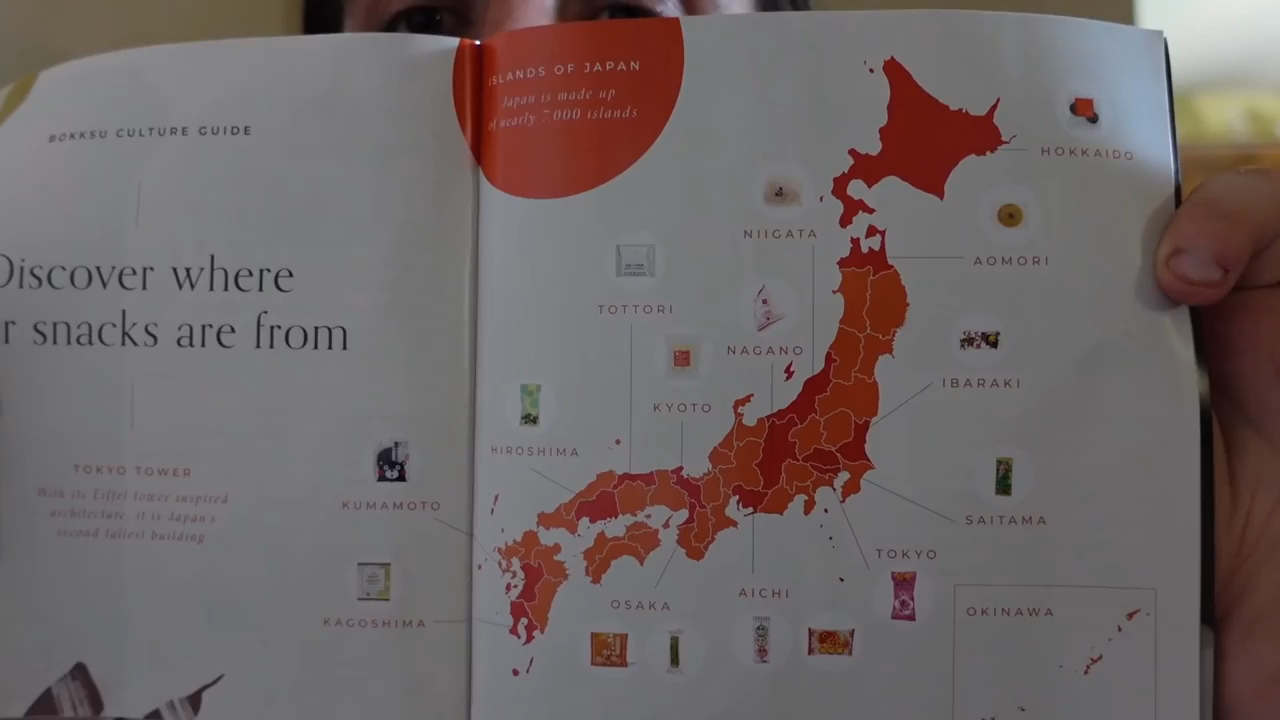 BOKKSU CULTURE GUIDE
Discover where
r snacks are from
TOKYO TOWER
With its Eiffel tower inspired
architecture, it is Japan's
second tallest building
ISLANDS OF JAPAN
Japan is made up
of nearly 7,000 islands
HOKKAIDO
NIIGATA
AOMORI
TOTTORI
NAGANO
IBARAKI
KYOTO
HIROSHIMA
KUMAMOTO
SAITAMA
TOKYO
AICHI
OSAKA
OKINAWA
KAGOSHIMA